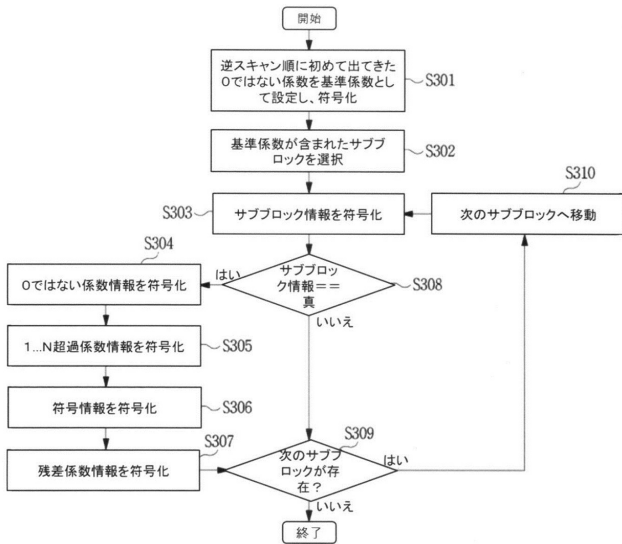 開始
逆スキャン順に初めて出てきた
0ではない係数を基準係数とし
て設定し、符号化
S301
基準係数が含まれたサブブ
ロックを選択
S302
S310
S303
サブブロック情報を符号化
次のサブブロックへ移動
S304
0ではない係数情報を符号化
はい
サブブロッ
ク情報==
真
S308
いいえ
1...N超過係数情報を符号化
S305
符号情報を符号化
S306
S307
残差係数情報を符号化
S309
次のサブブ
ロックが存
在?
はい
いいえ
終了